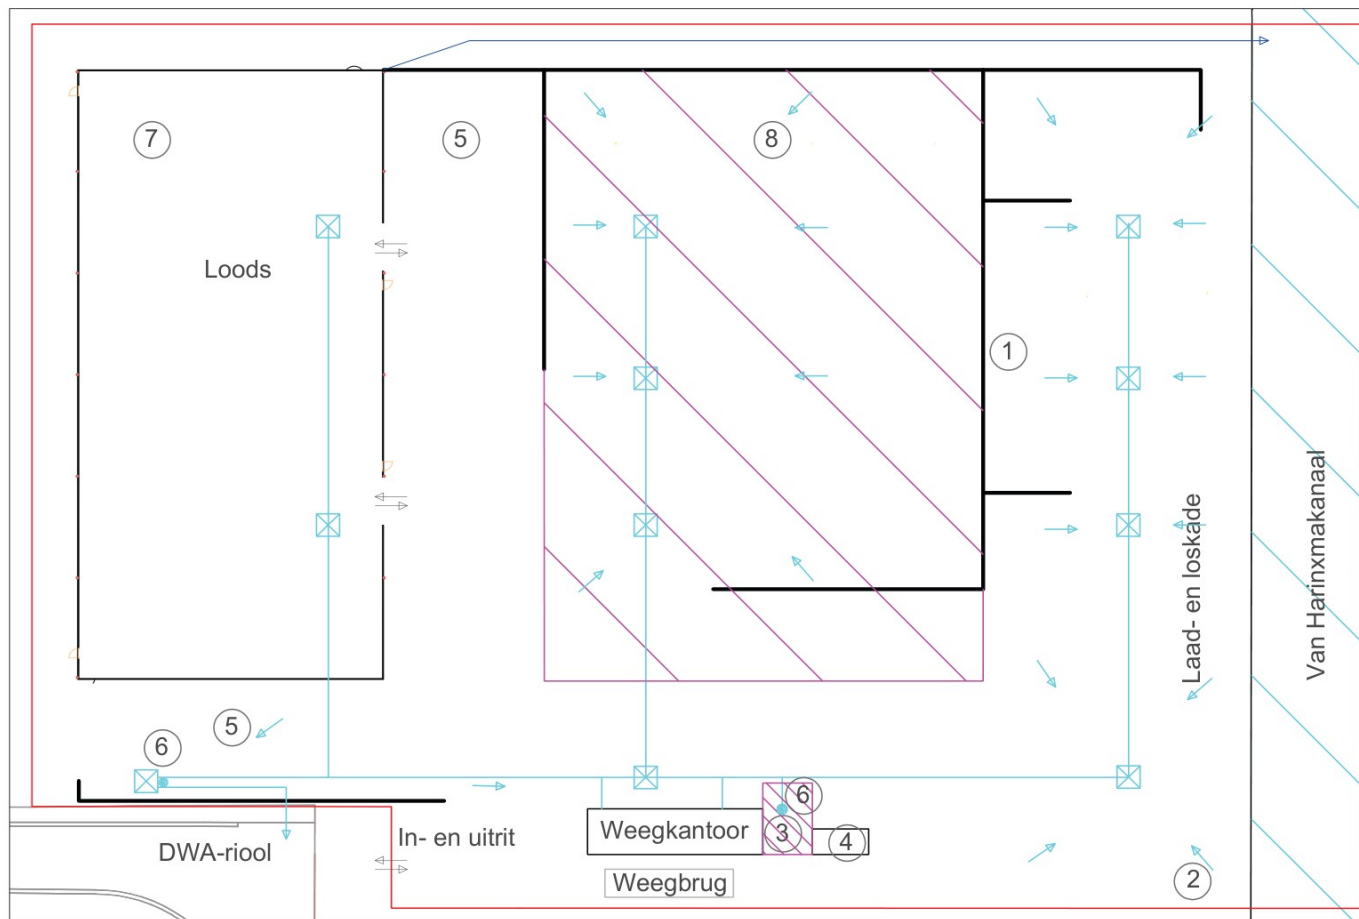 7
5
8
Loods
1
Laad- en loskade
Van Harinxmakanaal
5
6
6
Weegkantoor
3
4
In- en uitrit
DWA-riool
Weegbrug
2